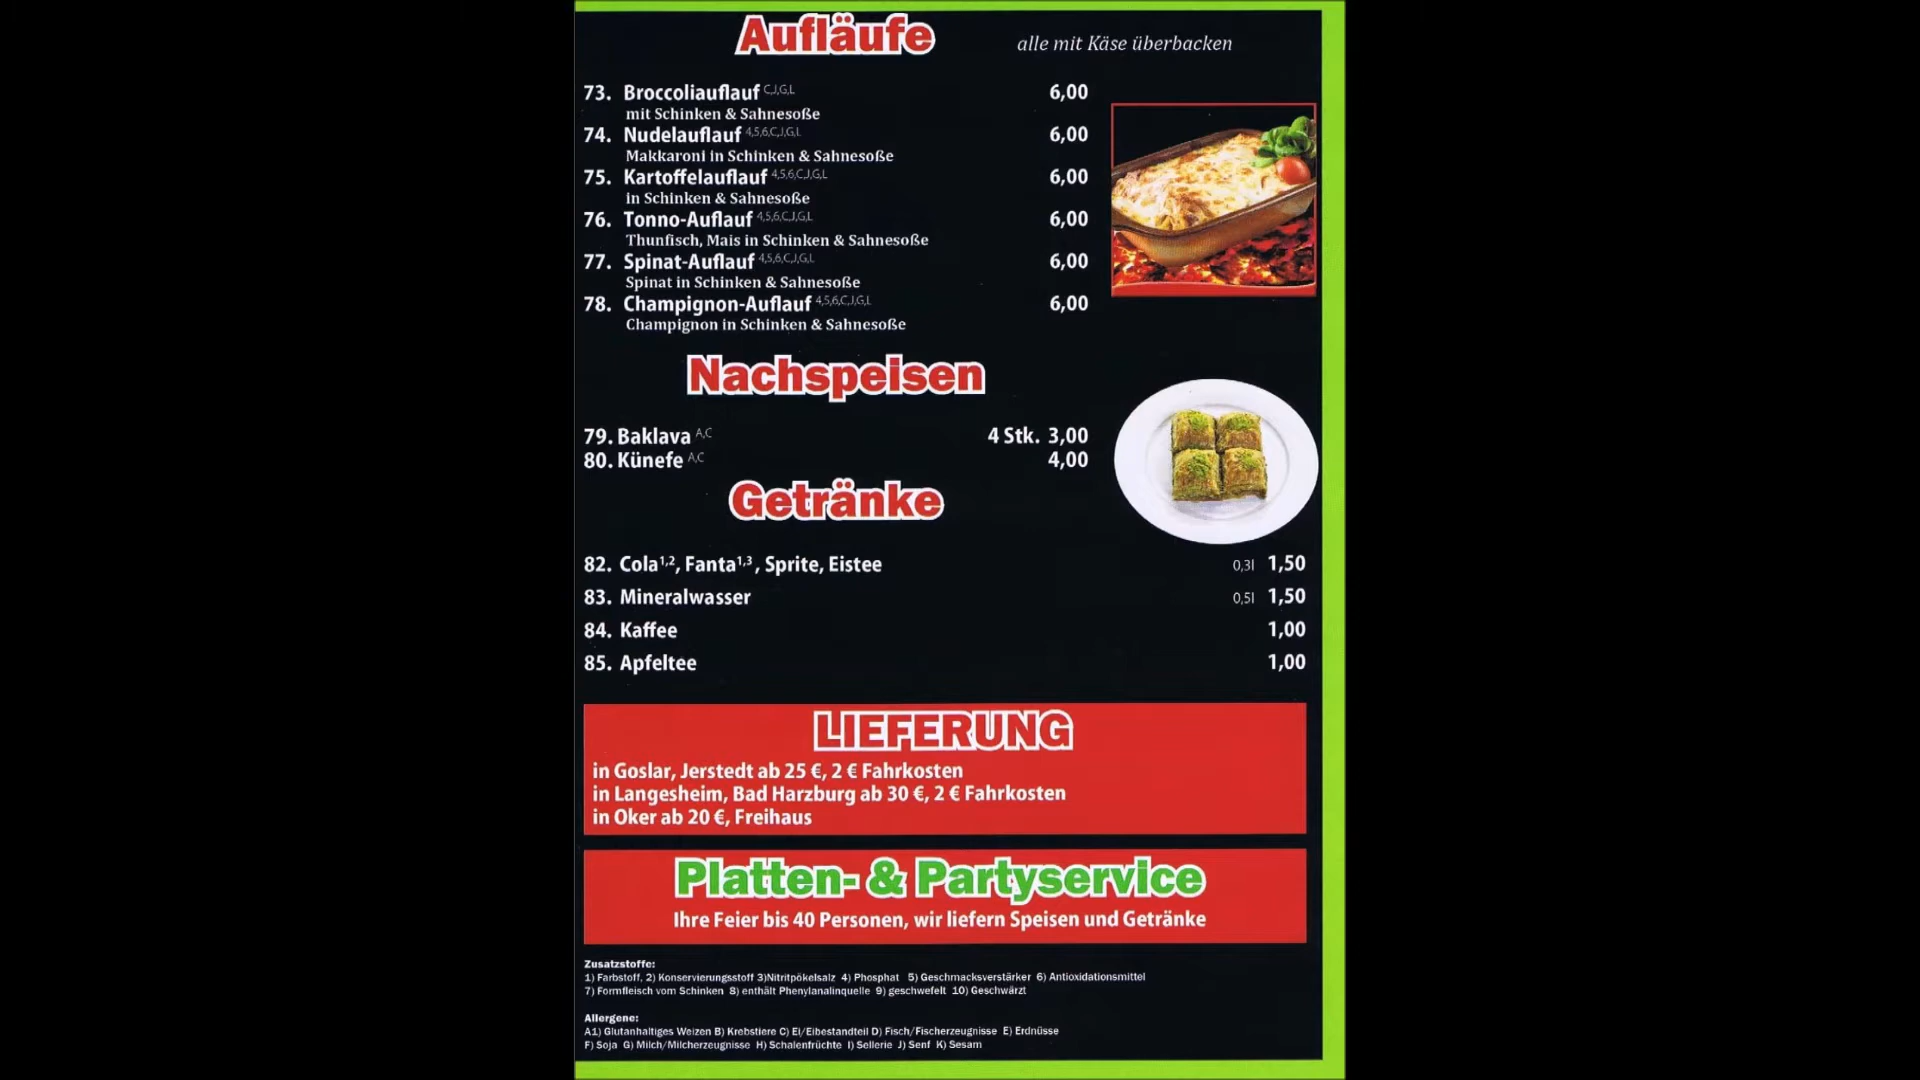 Aufläufe alle mit Käse überbacken
73. Broccoliauflauf C,J,G,L 6,00
mit Schinken & Sahnesoße
74. Nudelauflauf 4,5,6,C,J,G,L 6,00
Makkaroni in Schinken & Sahnesoße
75. Kartoffelauflauf 4,5,6,C,J,G,L 6,00
in Schinken & Sahnesoße
76. Tonno-Auflauf 4,5,6,C,J,G,L 6,00
Thunfisch, Mais in Schinken & Sahnesoße
77. Spinat-Auflauf 4,5,6,C,J,G,L 6,00
Spinat in Schinken & Sahnesoße
78. Champignon-Auflauf 4,5,6,C,J,G,L 6,00
Champignon in Schinken & Sahnesoße
Nachspeisen
79. Baklava A,C 4 Stk. 3,00
80. Künefe A,C 4,00
Getränke
82. Cola1,2, Fanta1,3, Sprite, Eistee 0,3l 1,50
83. Mineralwasser 0,5l 1,50
84. Kaffee 1,00
85. Apfeltee 1,00
LIEFERUNG
in Goslar, Jerstedt ab 25 €, 2 € Fahrkosten
in Langesheim, Bad Harzburg ab 30 €, 2 € Fahrkosten
in Oker ab 20 €, Freihaus
Platten- & Partyservice
Ihre Feier bis 40 Personen, wir liefern Speisen und Getränke
Zusatzstoffe:
1) Farbstoff, 2) Konservierungsstoff 3)Nitritpökelsalz 4) Phosphat 5) Geschmacksverstärker 6) Antioxidationsmittel
7) Formfleisch vom Schinken 8) enthält Phenylanalinquelle 9) geschwefelt 10) Geschwärzt
Allergene:
A1) Glutanhaltiges Weizen B) Krebstiere C) Ei/Eibestandteil D) Fisch/Fischerzeugnisse E) Erdnüsse
F) Soja G) Milch/Milcherzeugnisse H) Schalenfrüchte I) Sellerie J) Senf K) Sesam